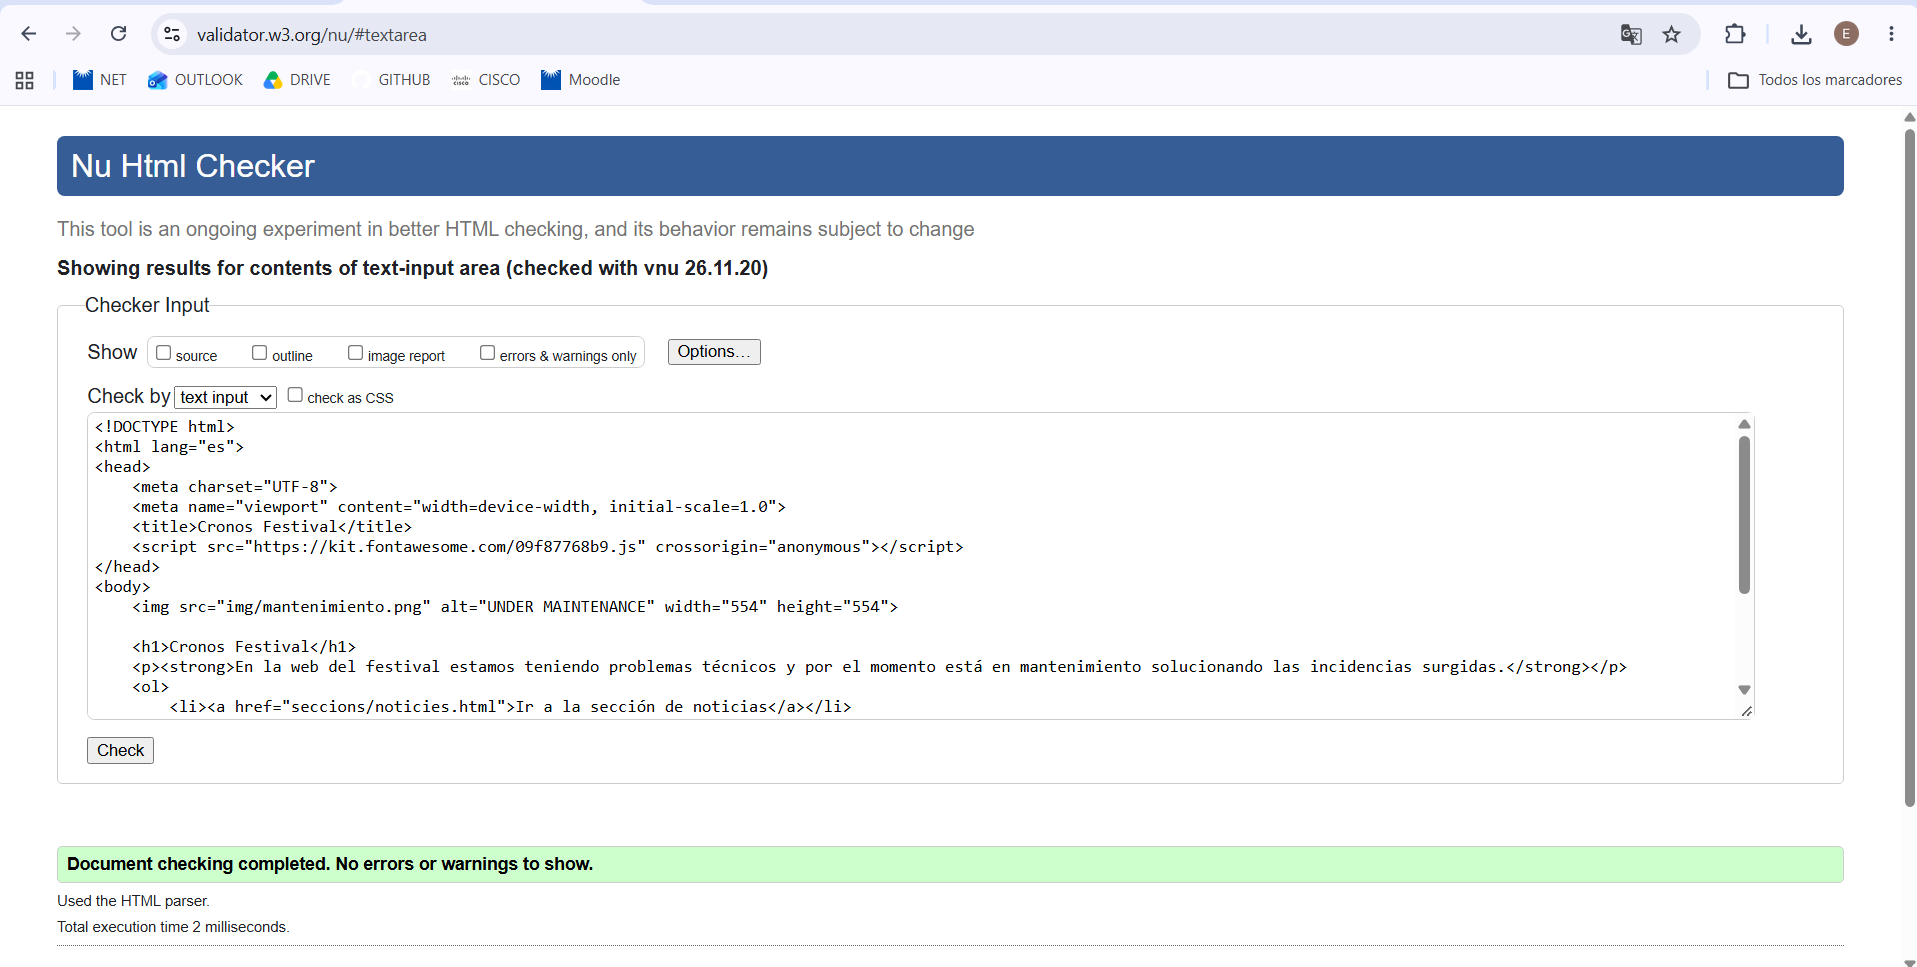 validator.w3.org/nu/#textarea
E
NET OUTLOOK DRIVE GITHUB CISCO Moodle Todos los marcadores
Nu Html Checker
This tool is an ongoing experiment in better HTML checking, and its behavior remains subject to change
Showing results for contents of text-input area (checked with vnu 26.11.20)
Checker Input
Show source outline image report errors & warnings only Options…
Check by text input check as CSS
<!DOCTYPE html>
<html lang="es">
<head>
    <meta charset="UTF-8">
    <meta name="viewport" content="width=device-width, initial-scale=1.0">
    <title>Cronos Festival</title>
    <script src="https://kit.fontawesome.com/09f87768b9.js" crossorigin="anonymous"></script>
</head>
<body>
    <img src="img/mantenimiento.png" alt="UNDER MAINTENANCE" width="554" height="554">
    <h1>Cronos Festival</h1>
    <p><strong>En la web del festival estamos teniendo problemas técnicos y por el momento está en mantenimiento solucionando las incidencias surgidas.</strong></p>
    <ol>
        <li><a href="seccions/noticies.html">Ir a la sección de noticias</a></li>
Check
Document checking completed. No errors or warnings to show.
Used the HTML parser.
Total execution time 2 milliseconds.